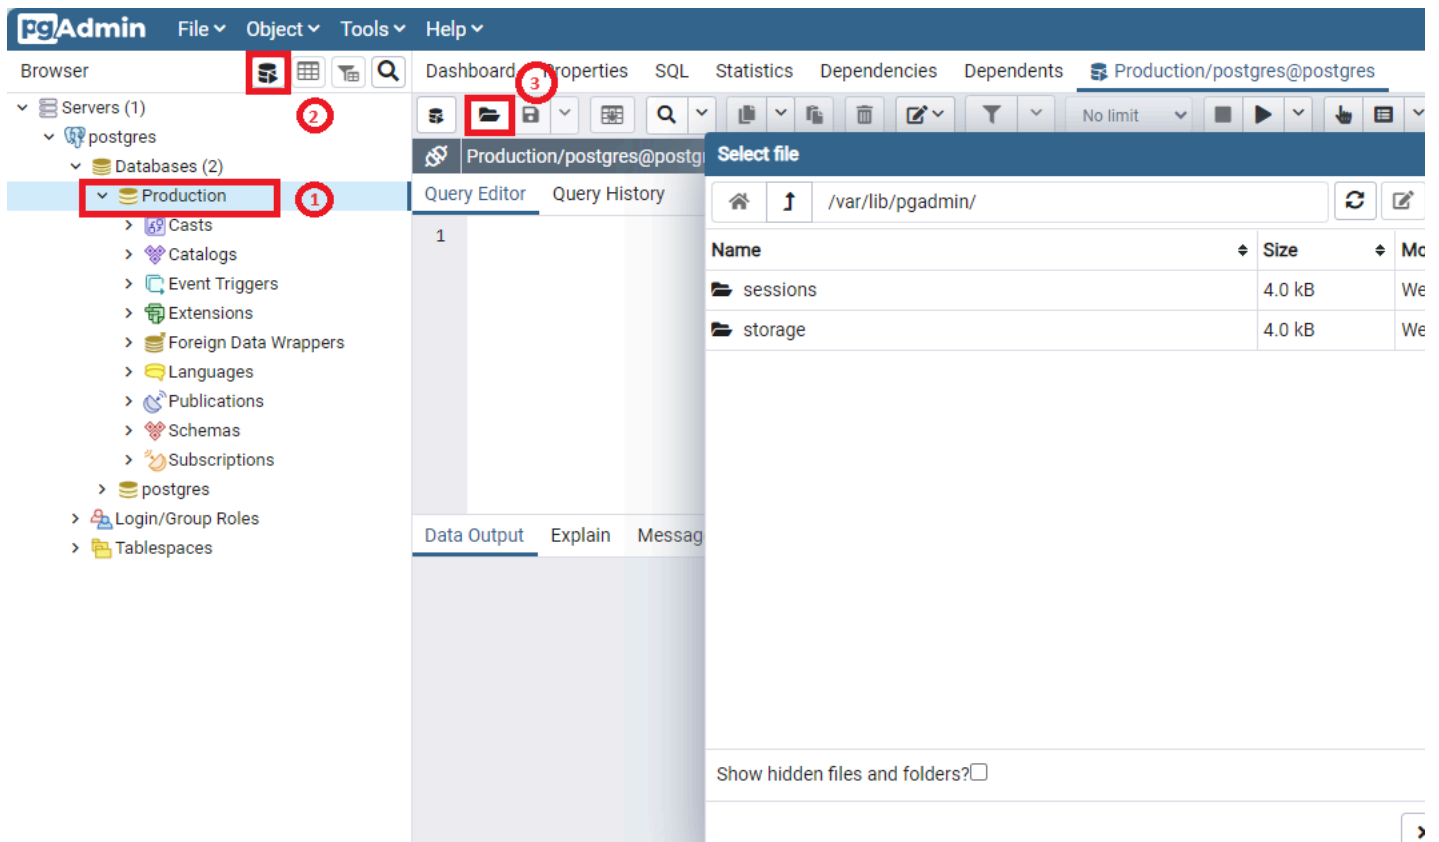 pgAdmin File Object Tools Help
Browser
Dashboard Properties SQL Statistics Dependencies Dependents Production/postgres@postgres
3
2
1
Servers (1)
postgres
Databases (2)
Production
Casts
Catalogs
Event Triggers
Extensions
Foreign Data Wrappers
Languages
Publications
Schemas
Subscriptions
postgres
Login/Group Roles
Tablespaces
No limit
Production/postgres@postgr
Query Editor Query History
1
Data Output Explain Messag
Select file
/var/lib/pgadmin/
Name Size Mo
sessions 4.0 kB We
storage 4.0 kB We
Show hidden files and folders?